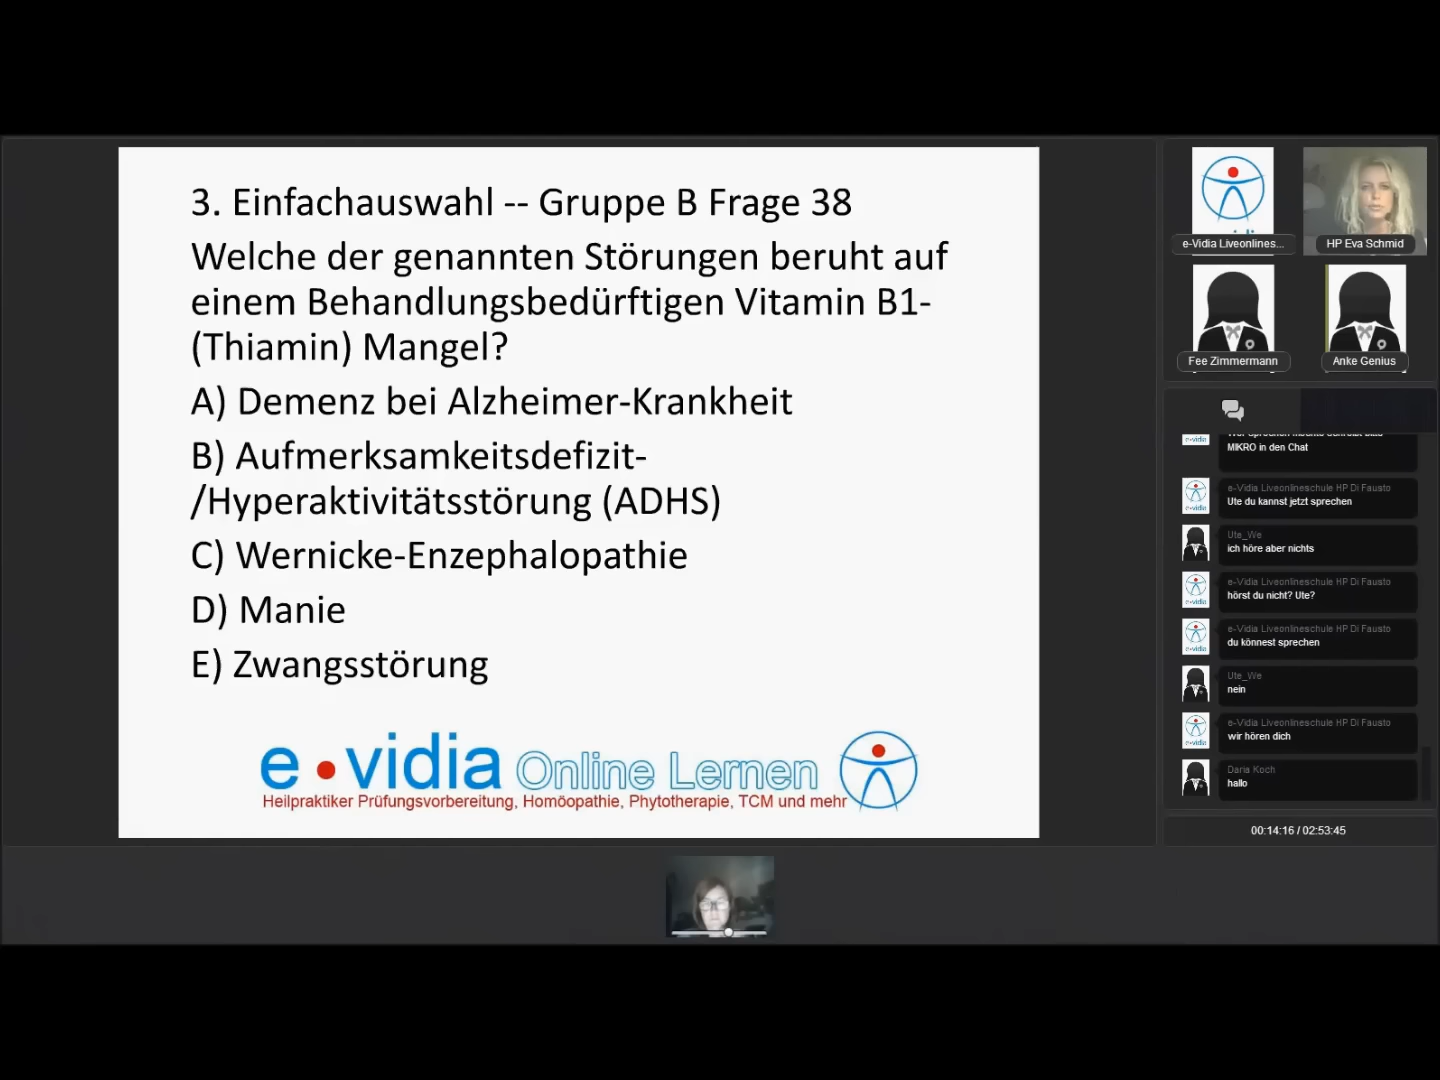 3. Einfachauswahl -- Gruppe B Frage 38
Welche der genannten Störungen beruht auf
einem Behandlungsbedürftigen Vitamin B1-
(Thiamin) Mangel?
A) Demenz bei Alzheimer-Krankheit
B) Aufmerksamkeitsdefizit-
/Hyperaktivitätsstörung (ADHS)
C) Wernicke-Enzephalopathie
D) Manie
E) Zwangsstörung
e•vidia Online Lernen
Heilpraktiker Prüfungsvorbereitung, Homöopathie, Phytotherapie, TCM und mehr
e-Vidia Liveonlines...
HP Eva Schmid
Fee Zimmermann
Anke Genius
MIKRO in den Chat
e-Vidia Liveonlineschule HP Di Fausto
Ute du kannst jetzt sprechen
Ute_We
ich höre aber nichts
e-Vidia Liveonlineschule HP Di Fausto
hörst du nicht? Ute?
e-Vidia Liveonlineschule HP Di Fausto
du könnest sprechen
Ute_We
nein
e-Vidia Liveonlineschule HP Di Fausto
wir hören dich
Daria Koch
hallo
00:14:16 / 02:53:45